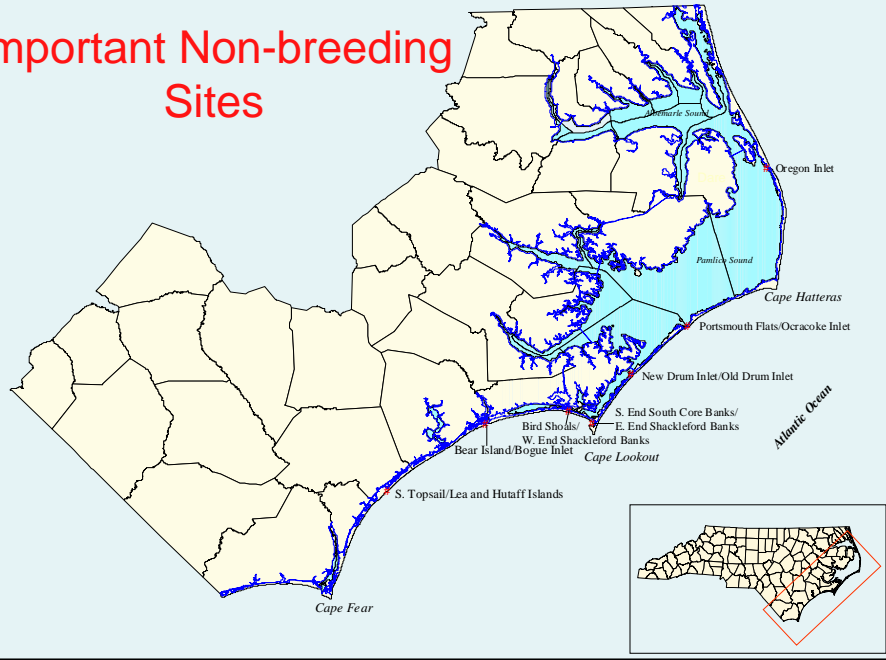 mportant Non-breeding
Sites
Albemarle Sound
Oregon Inlet
Pamlico Sound
Cape Hatteras
Portsmouth Flats/Ocracoke Inlet
New Drum Inlet/Old Drum Inlet
Atlantic Ocean
S. End South Core Banks/
E. End Shackleford Banks
Bird Shoals/
W. End Shackleford Banks
Bear Island/Bogue Inlet
Cape Lookout
S. Topsail/Lea and Hutaff Islands
Cape Fear